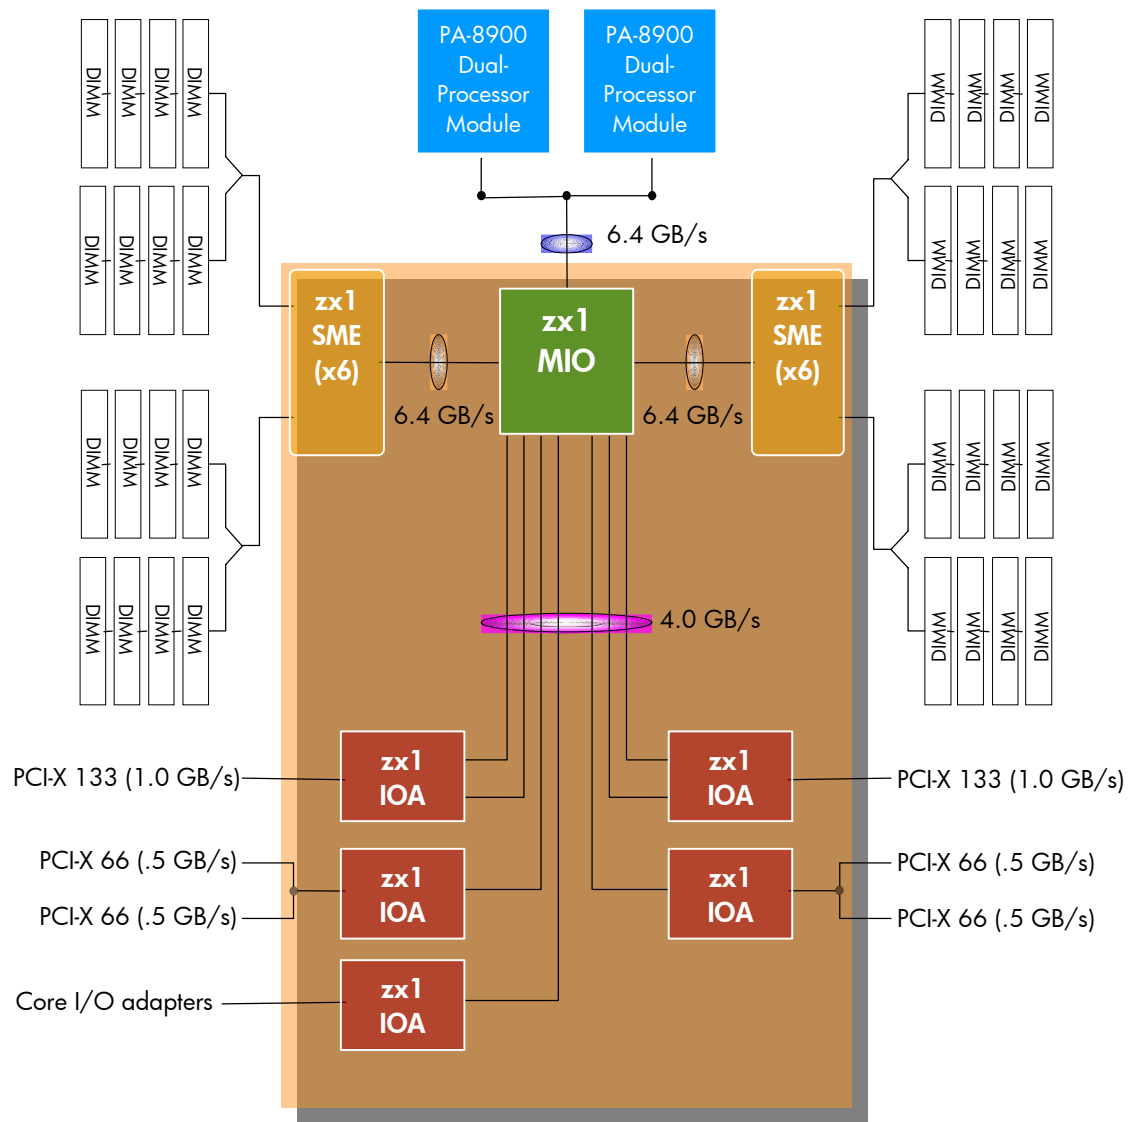 PA-8900
Dual-
Processor
Module
PA-8900
Dual-
Processor
Module
DIMM DIMM DIMM DIMM
DIMM DIMM DIMM DIMM
DIMM DIMM DIMM DIMM
DIMM DIMM DIMM DIMM
6.4 GB/s
zx1
SME
(x6)
zx1
MIO
zx1
SME
(x6)
6.4 GB/s
6.4 GB/s
DIMM DIMM DIMM DIMM
DIMM DIMM DIMM DIMM
DIMM DIMM DIMM DIMM
DIMM DIMM DIMM DIMM
4.0 GB/s
PCI-X 133 (1.0 GB/s)
zx1
IOA
zx1
IOA
PCI-X 133 (1.0 GB/s)
PCI-X 66 (.5 GB/s)
PCI-X 66 (.5 GB/s)
zx1
IOA
zx1
IOA
PCI-X 66 (.5 GB/s)
PCI-X 66 (.5 GB/s)
Core I/O adapters
zx1
IOA